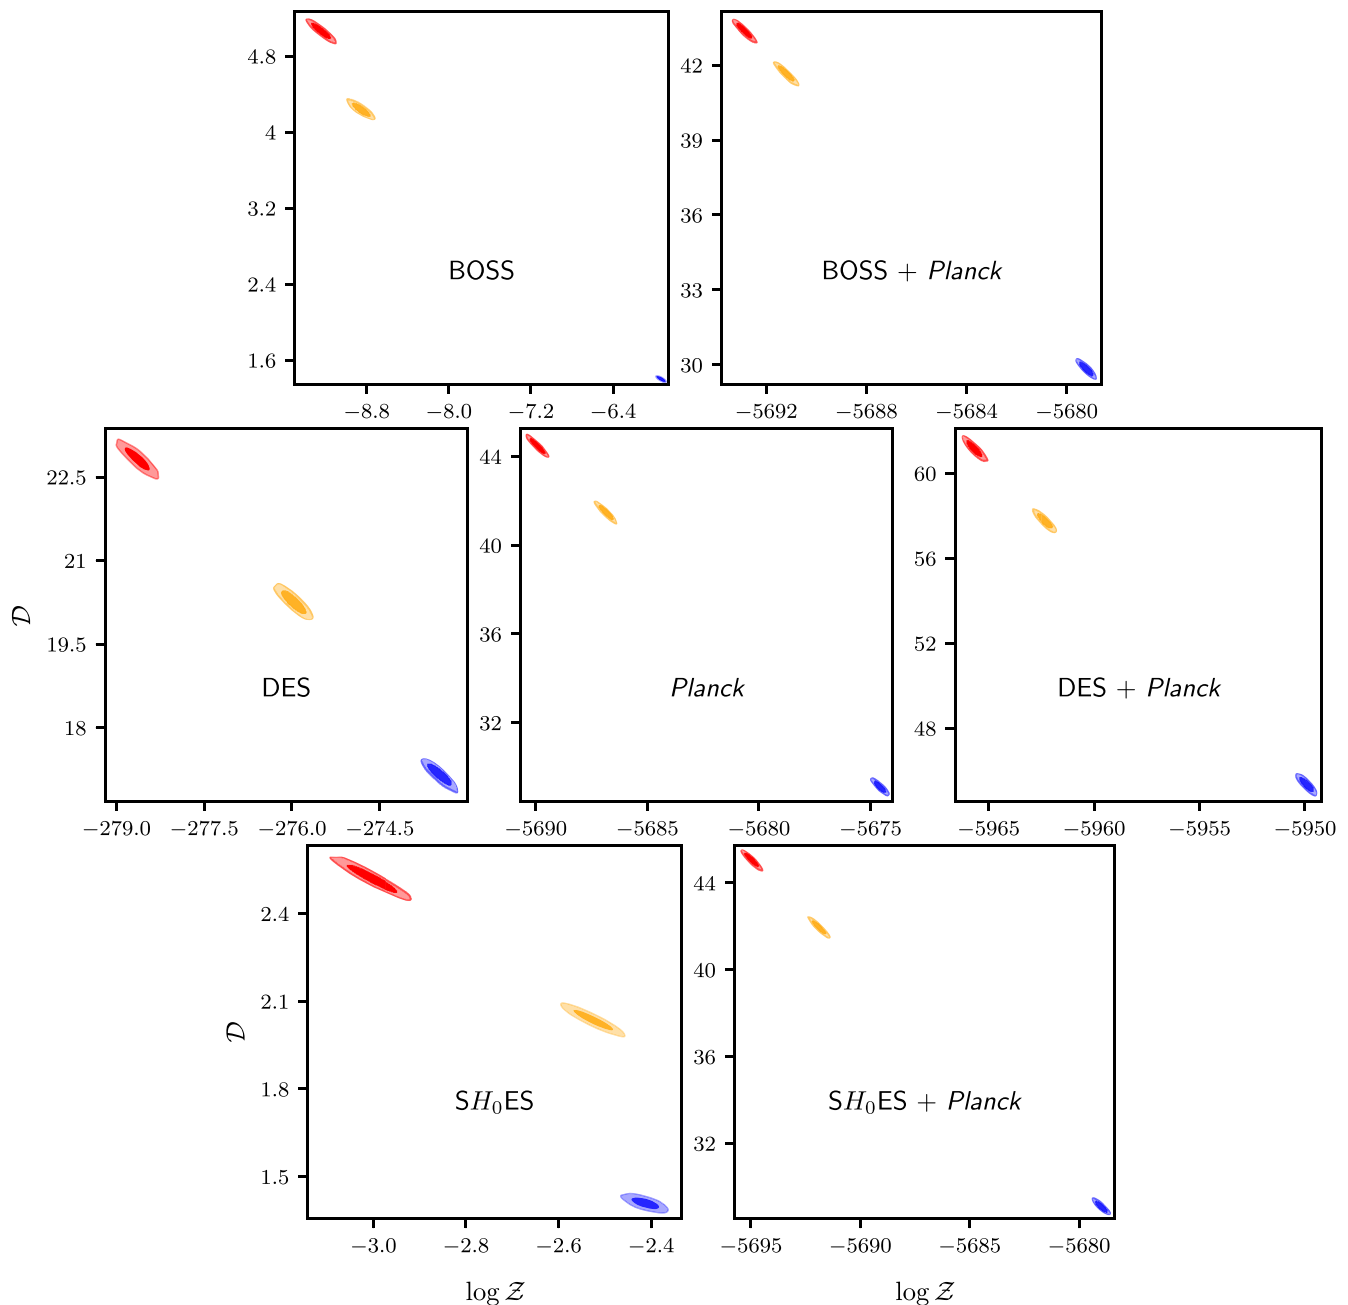 4.8
4
3.2
2.4
1.6
BOSS
−8.8 −8.0 −7.2 −6.4
42
39
36
33
30
BOSS + Planck
−5692 −5688 −5684 −5680
𝒟
22.5
21
19.5
18
DES
−279.0 −277.5 −276.0 −274.5
44
40
36
32
Planck
−5690 −5685 −5680 −5675
60
56
52
48
DES + Planck
−5965 −5960 −5955 −5950
𝒟
2.4
2.1
1.8
1.5
SH₀ES
−3.0 −2.8 −2.6 −2.4
log 𝒵
44
40
36
32
SH₀ES + Planck
−5695 −5690 −5685 −5680
log 𝒵